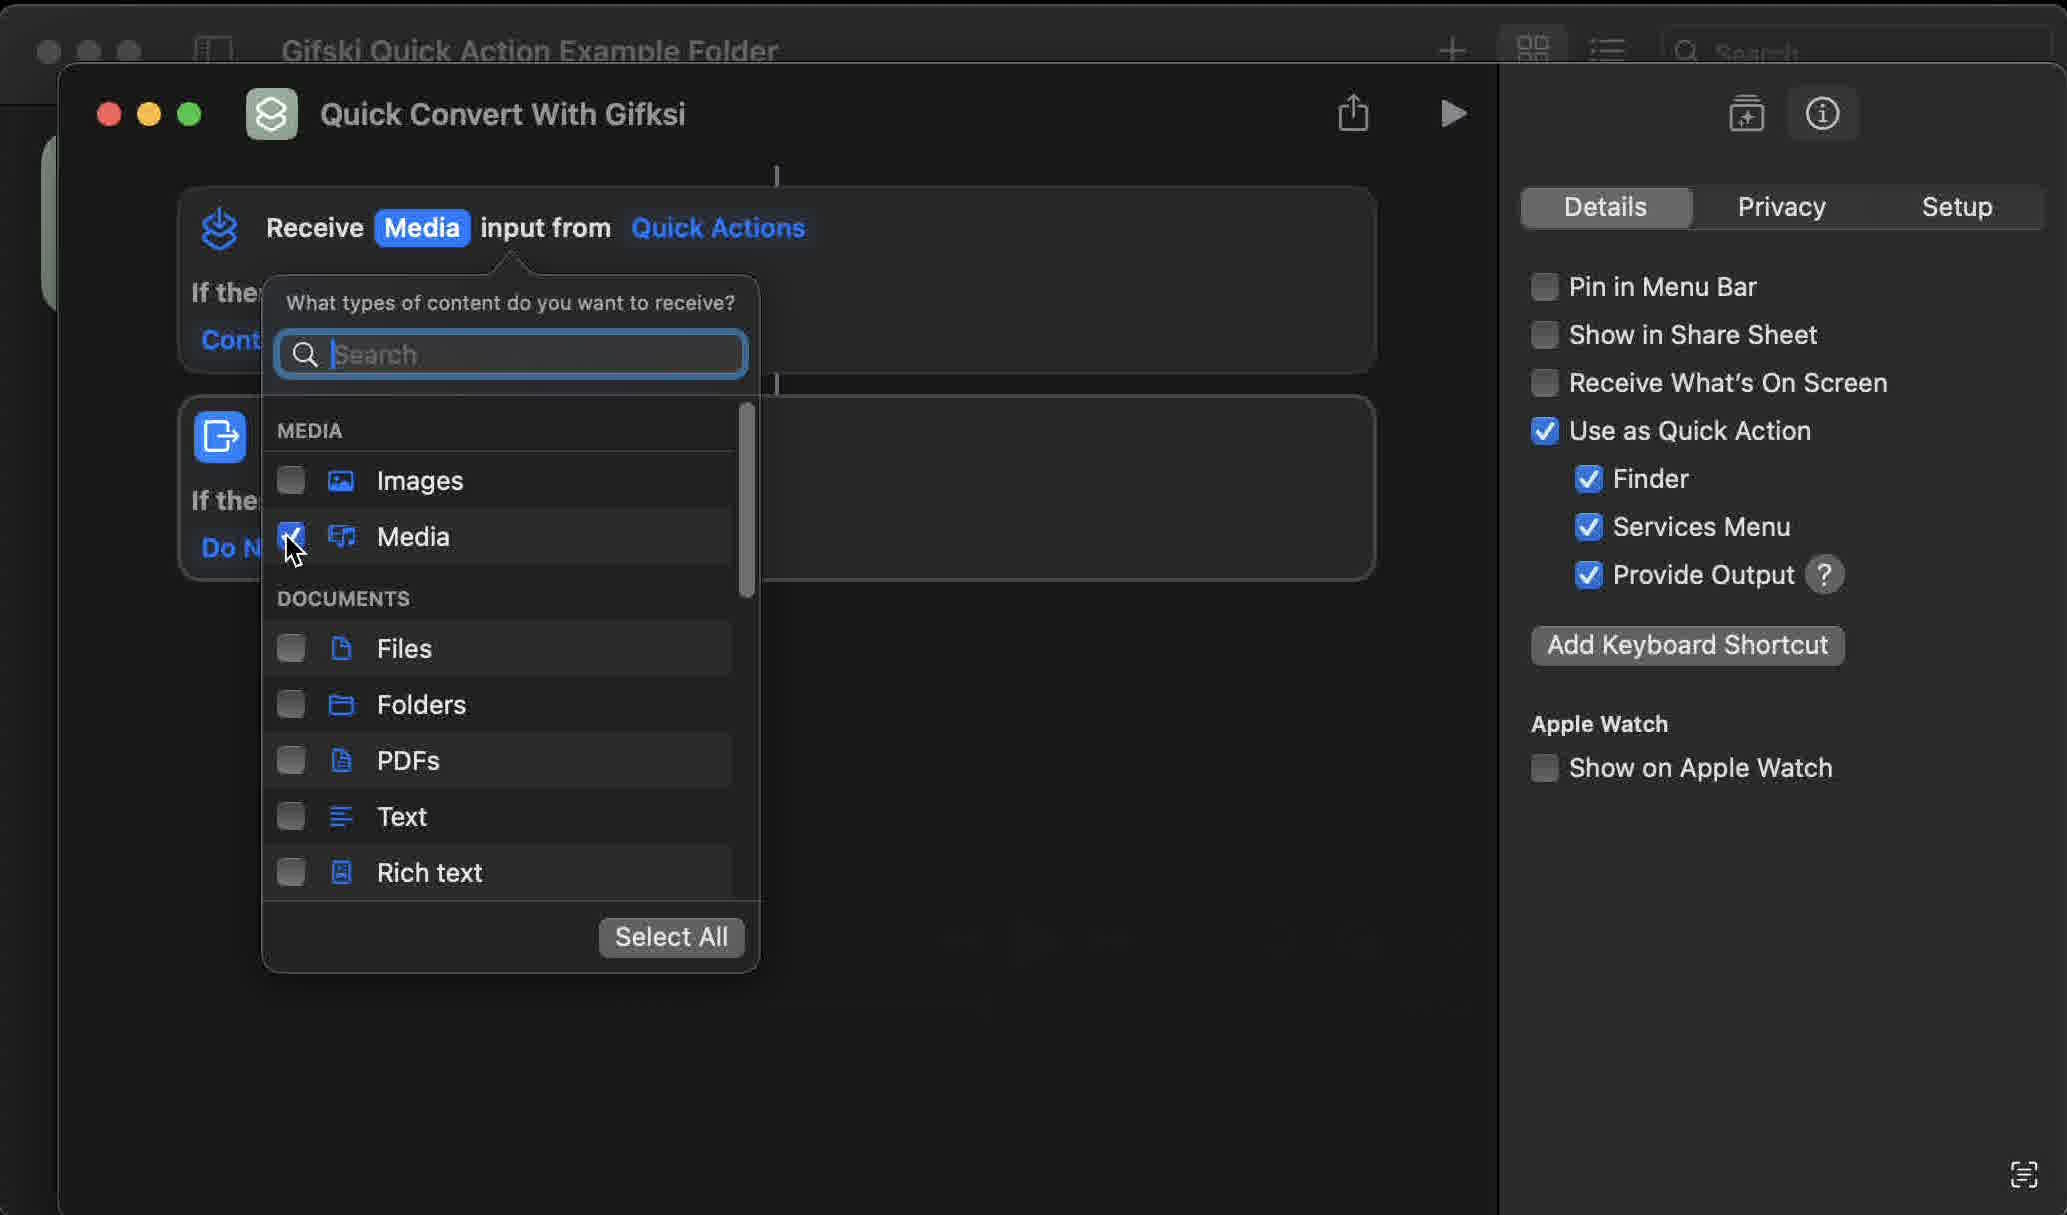 Gifski Quick Action Example Folder
Search
Quick Convert With Gifksi
Receive Media input from Quick Actions
If the
Cont
What types of content do you want to receive?
Search
MEDIA
Images
Media
If the
Do N
DOCUMENTS
Files
Folders
PDFs
Text
Rich text
Select All
Details Privacy Setup
Pin in Menu Bar
Show in Share Sheet
Receive What's On Screen
Use as Quick Action
Finder
Services Menu
Provide Output ?
Add Keyboard Shortcut
Apple Watch
Show on Apple Watch